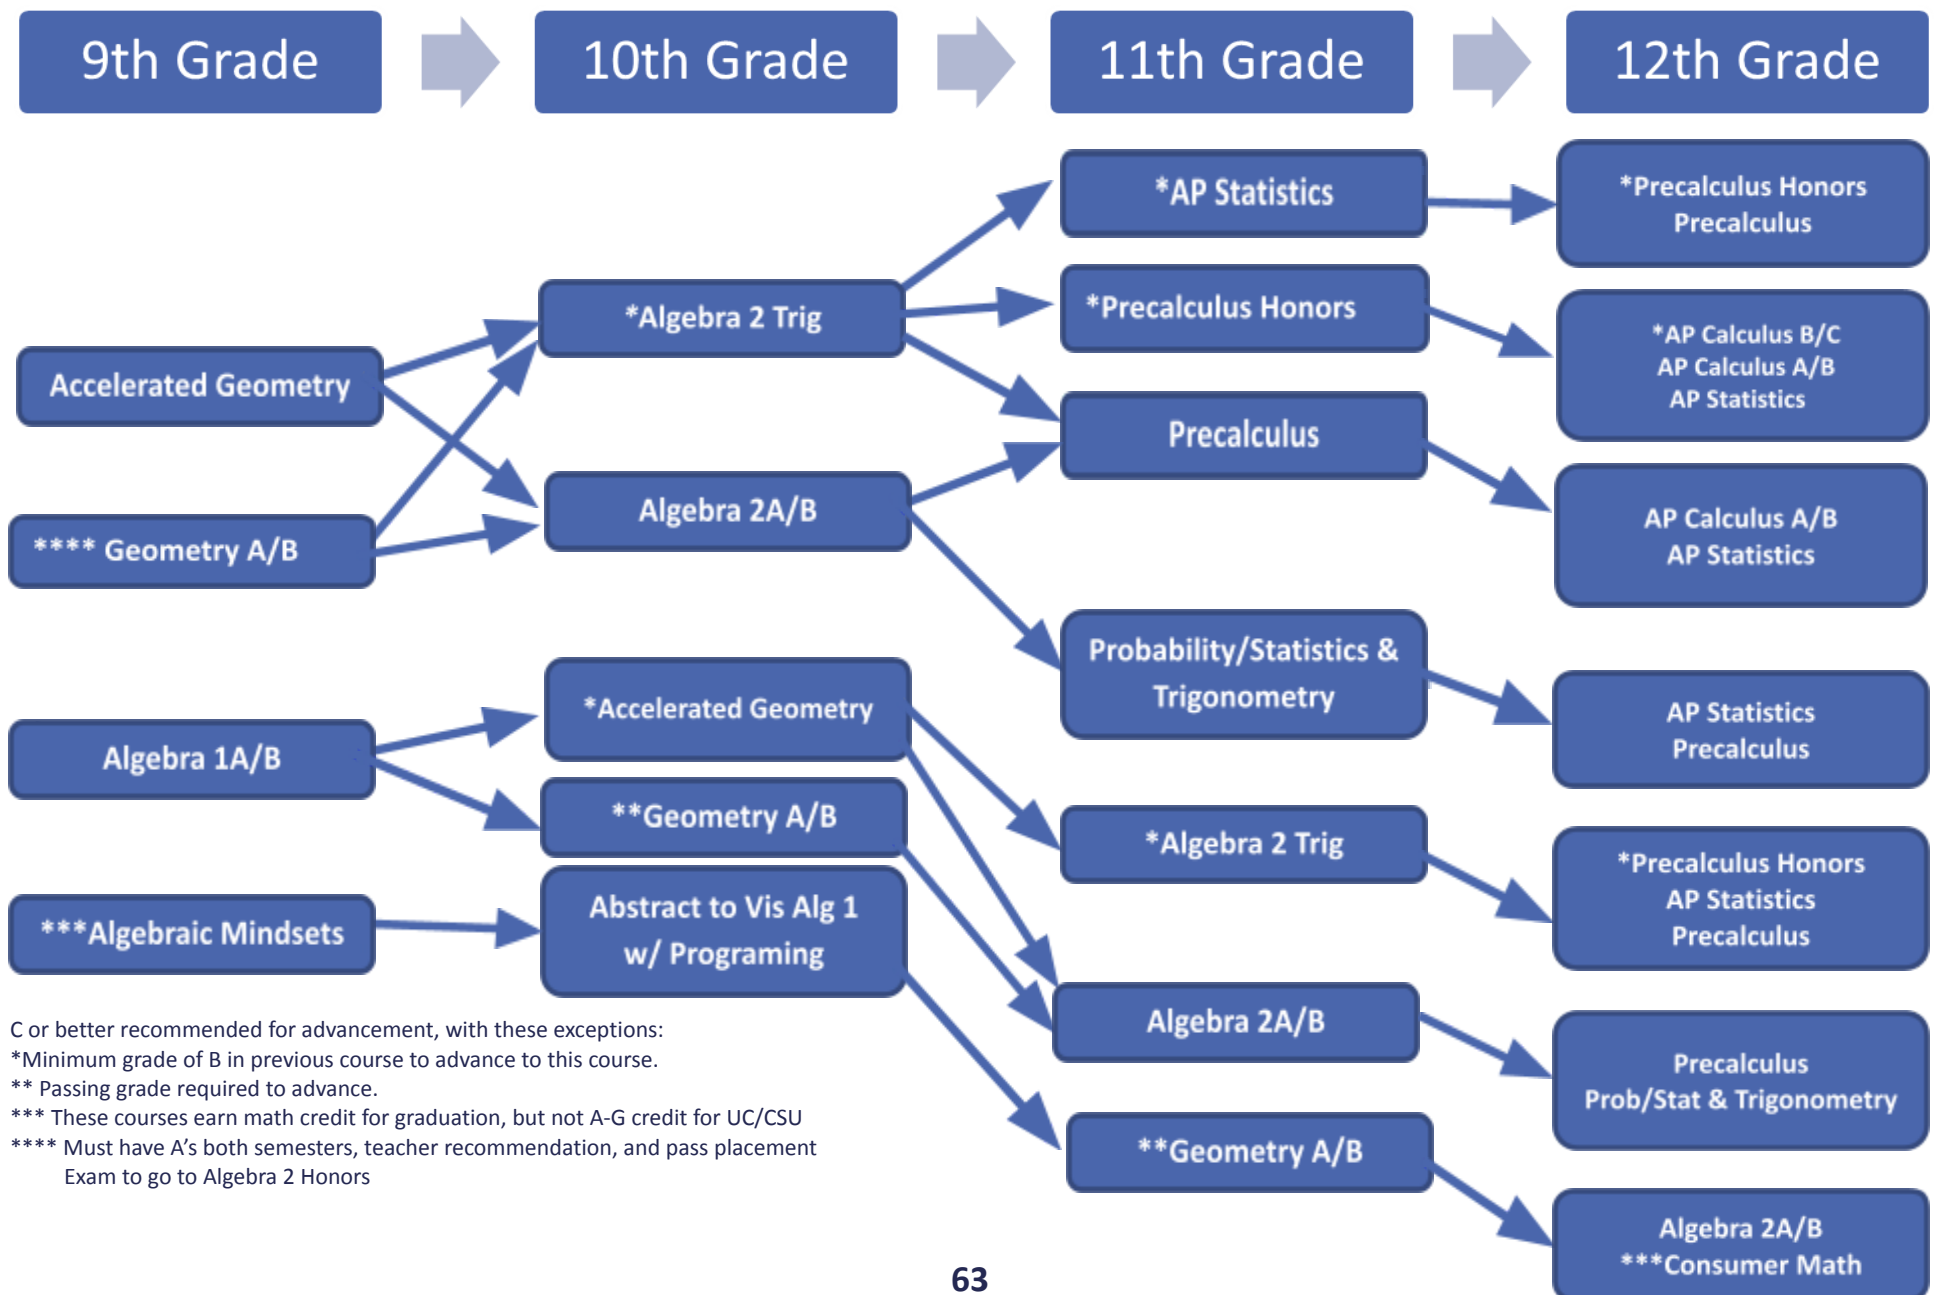 9th Grade
10th Grade
11th Grade
12th Grade
Accelerated Geometry
**** Geometry A/B
Algebra 1A/B
***Algebraic Mindsets
*Algebra 2 Trig
Algebra 2A/B
*Accelerated Geometry
**Geometry A/B
Abstract to Vis Alg 1
w/ Programing
*AP Statistics
*Precalculus Honors
Precalculus
Probability/Statistics &
Trigonometry
*Algebra 2 Trig
Algebra 2A/B
**Geometry A/B
*Precalculus Honors
Precalculus
*AP Calculus B/C
AP Calculus A/B
AP Statistics
AP Calculus A/B
AP Statistics
AP Statistics
Precalculus
*Precalculus Honors
AP Statistics
Precalculus
Precalculus
Prob/Stat & Trigonometry
Algebra 2A/B
***Consumer Math
C or better recommended for advancement, with these exceptions:
*Minimum grade of B in previous course to advance to this course.
** Passing grade required to advance.
*** These courses earn math credit for graduation, but not A-G credit for UC/CSU
**** Must have A’s both semesters, teacher recommendation, and pass placement
Exam to go to Algebra 2 Honors
63